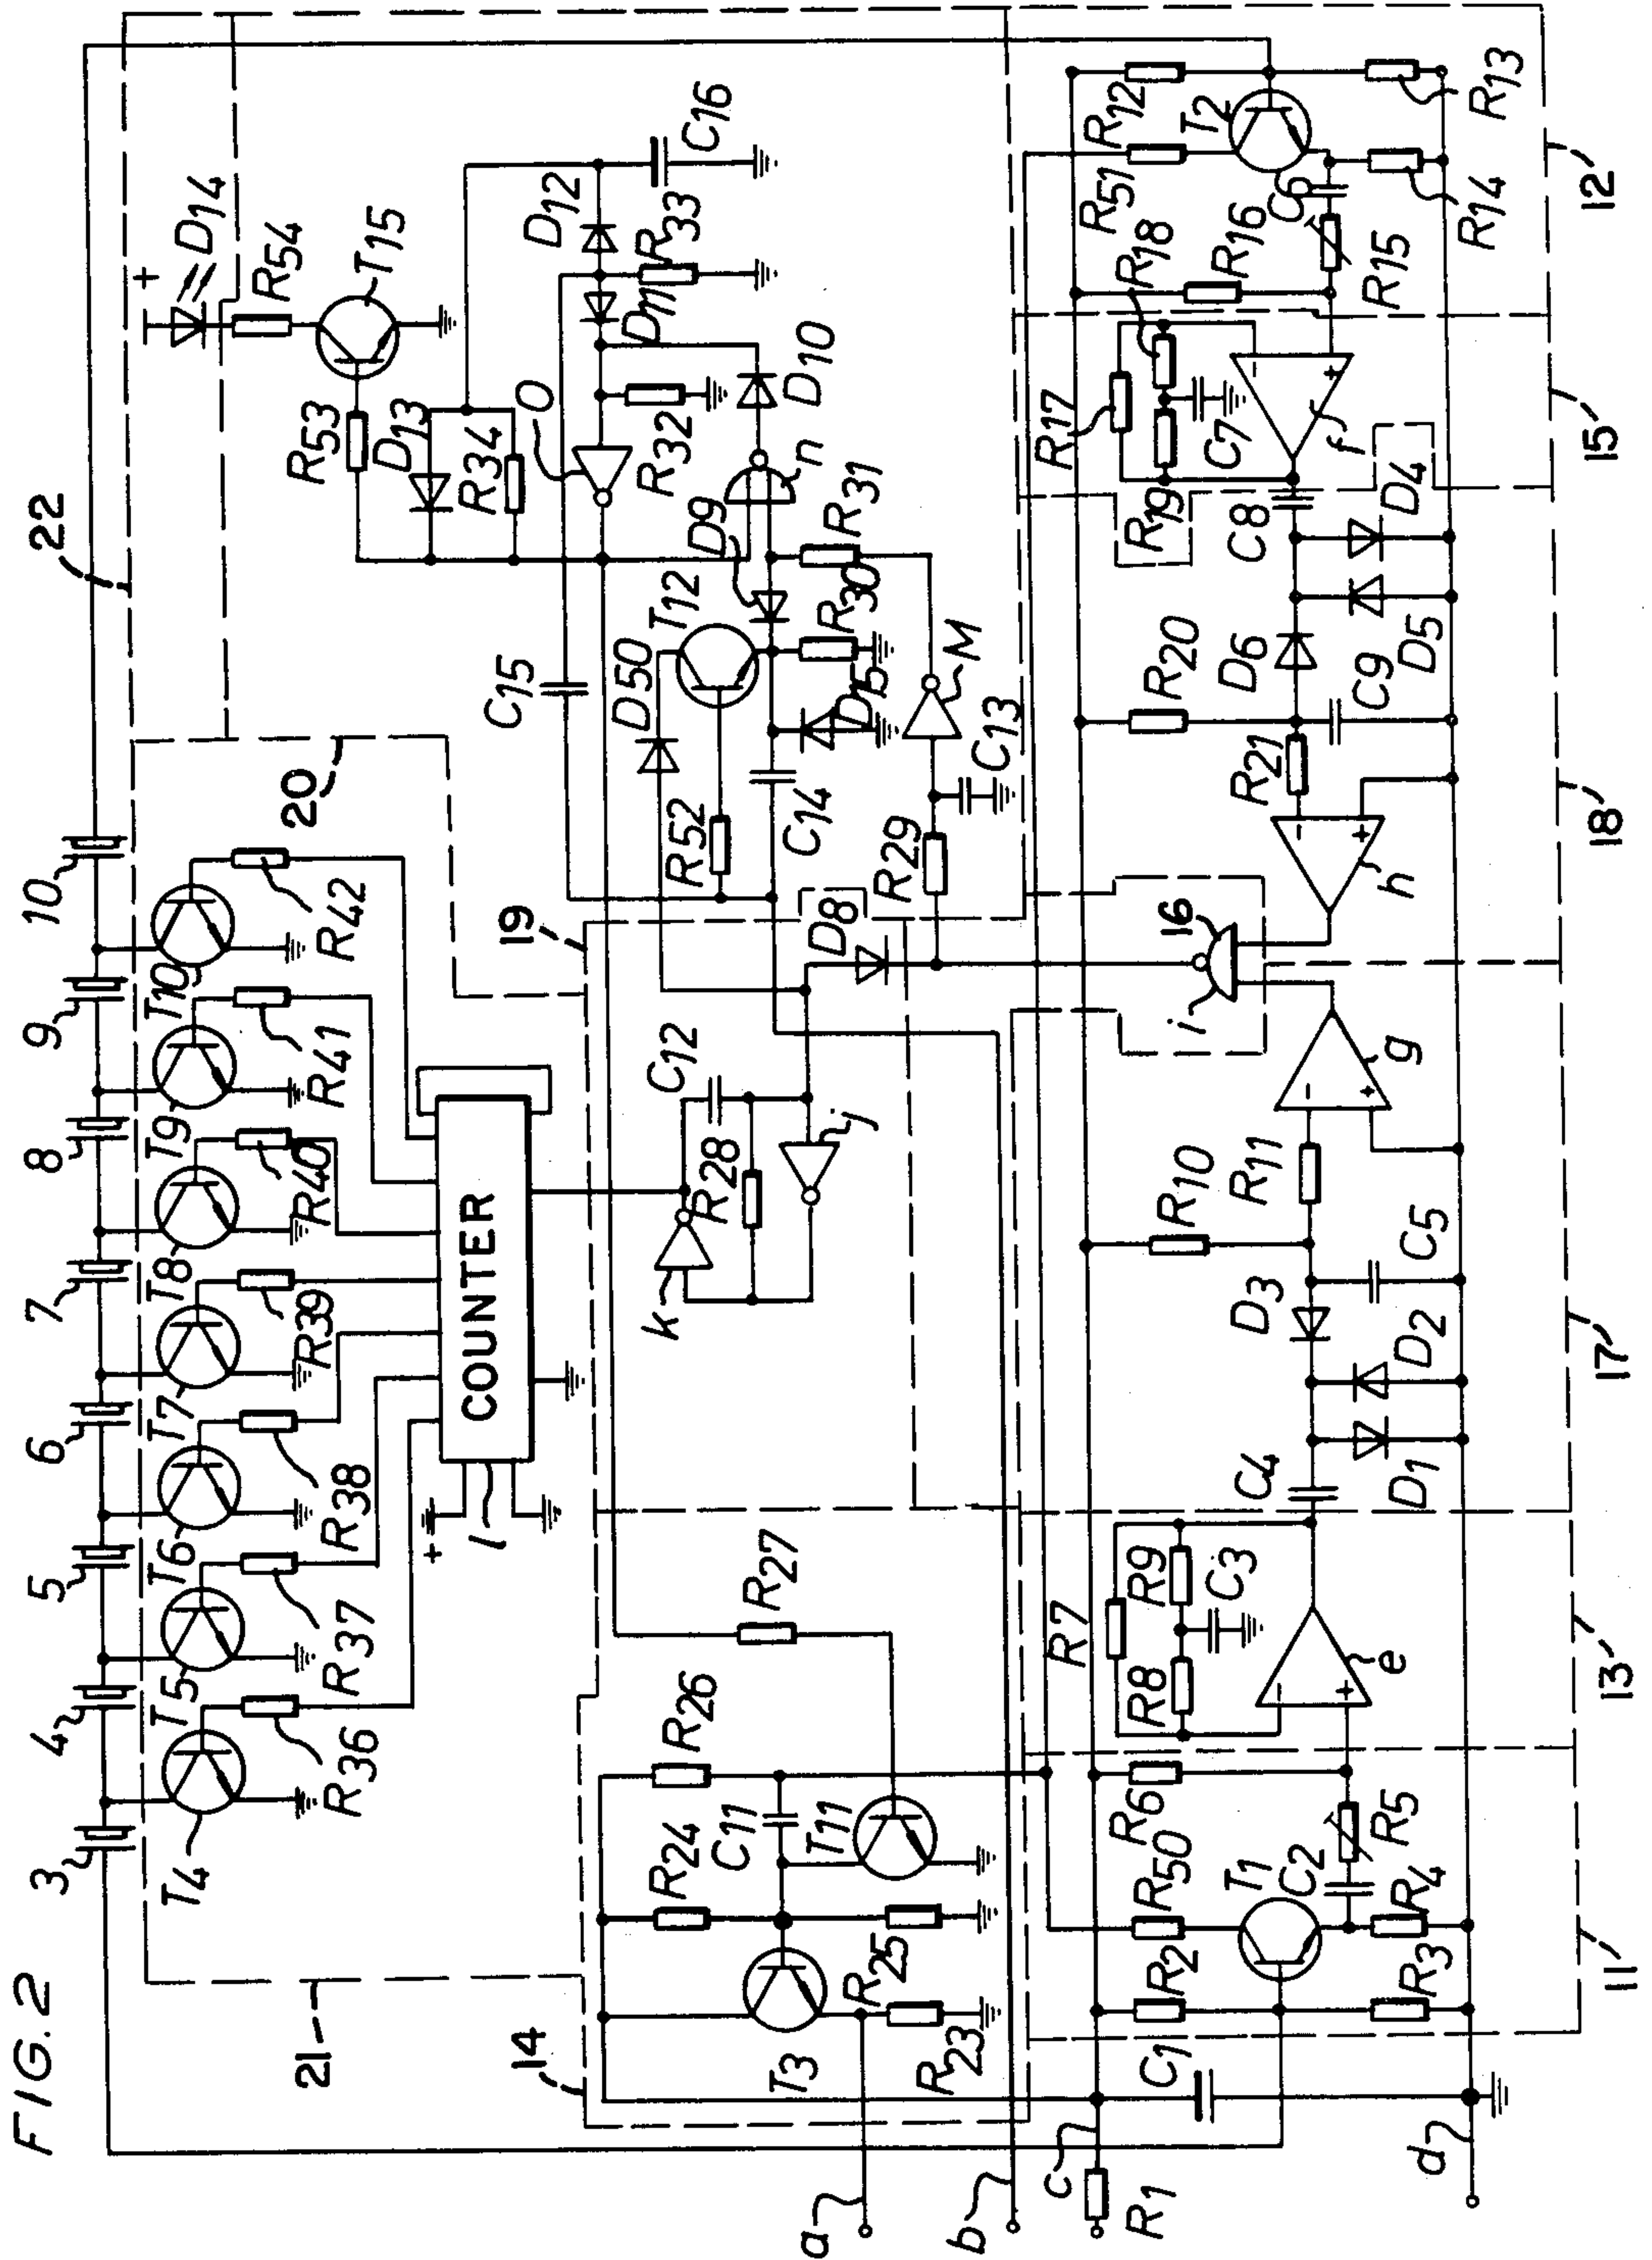 FIG. 2
3 4 5 6 7 8 9 10
22
T4 T5 T6 T7 T8 T9 T10
R36 R37 R38 R39 R40 R41 R42
+ D14
R54
T15
R53
D13
R34
21
20
COUNTER
+
l
O
D12
C16
R33
D11
R32
D10
n
D9
C15
D50
T12
R31
R30
D15
M
C13
R52
C14
R29
19
D8
C12
R28
j
k
14
R27
R26
R24
C11
T11
T3
R25
R23
a
b
c
R1
d
C1
R2
R3
R50
T1
C2
R4
R5
R6
11
R7
R8
R9
C3
- +
e
13
C4
D1
D2
D3
C5
R10
R11
- +
g
17
i
16
h
- +
R21
R20
C9
D6
D5
D4
18
C8
R19
R17
C7
R18
- +
f
15
R16
R15
C6
R51
R12
T2
R14
R13
12